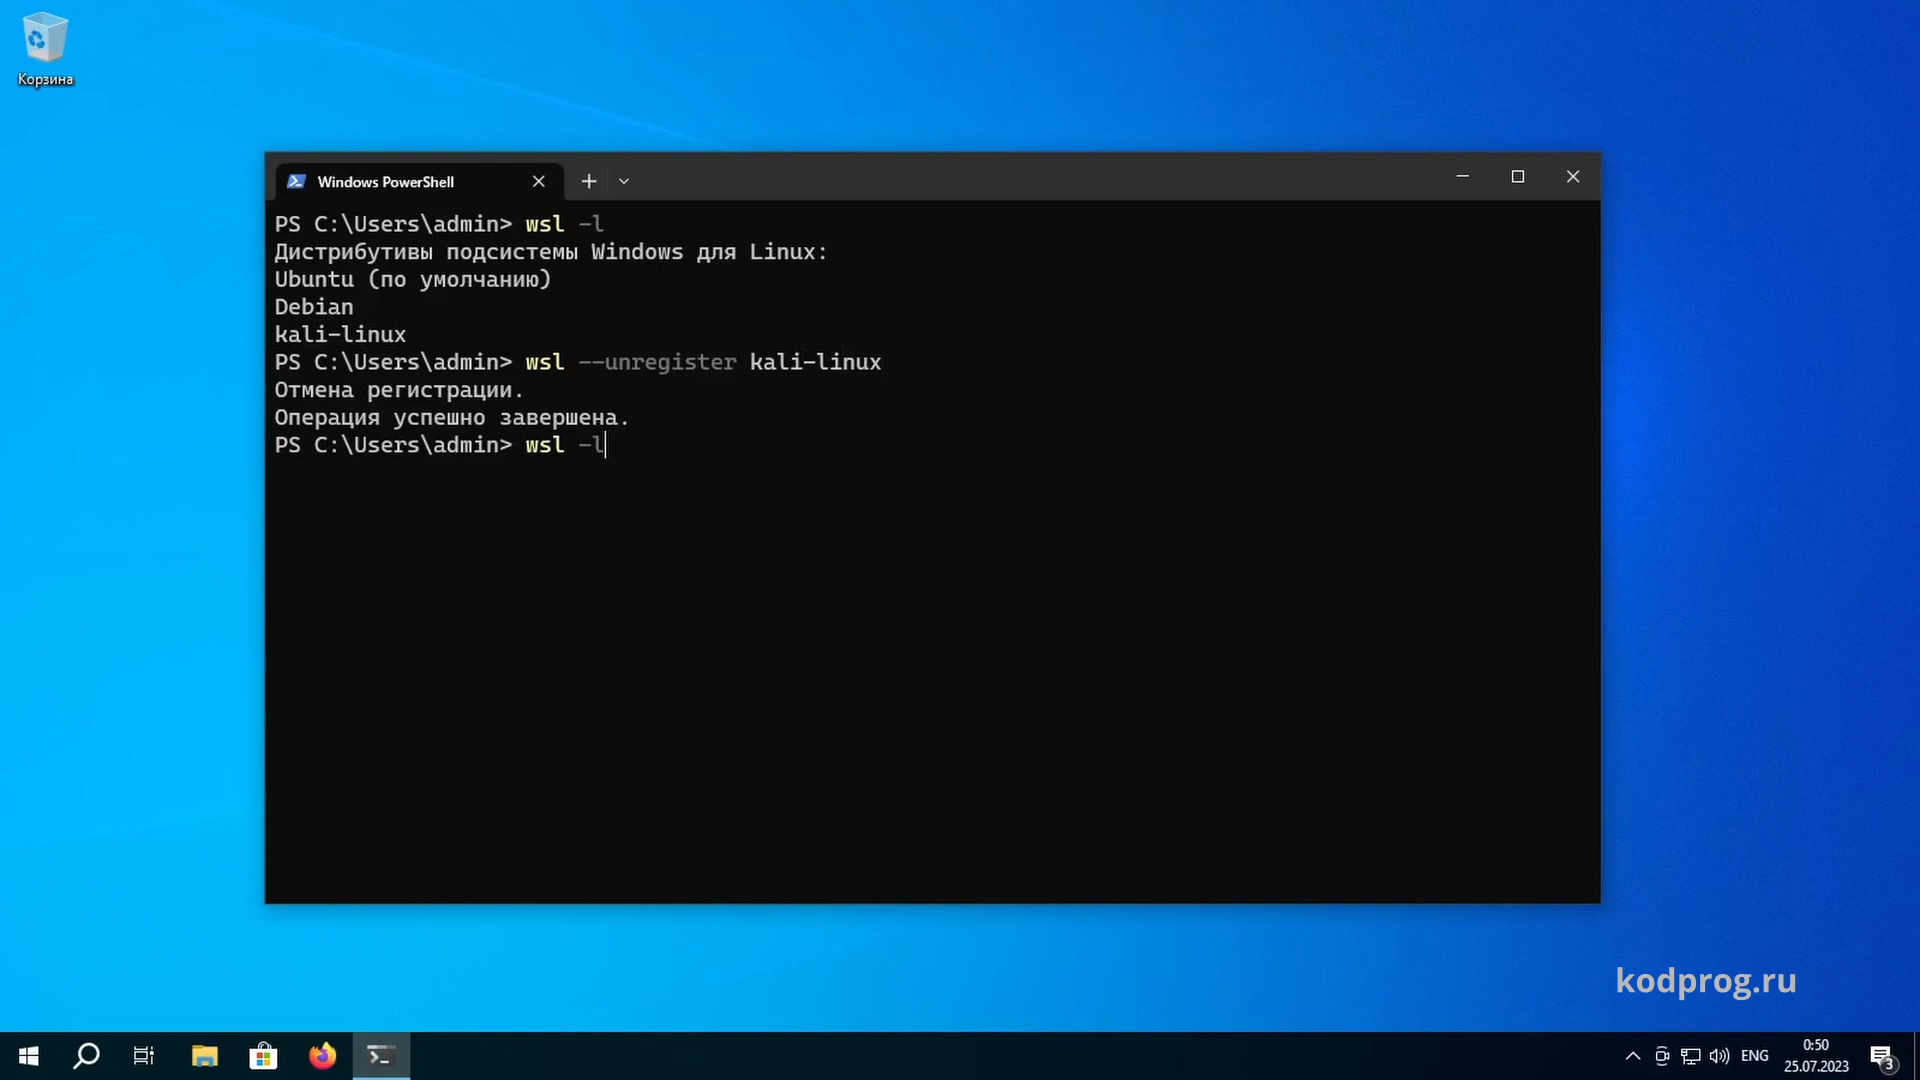 Корзина
Windows PowerShell
PS C:\Users\admin> wsl -l
Дистрибутивы подсистемы Windows для Linux:
Ubuntu (по умолчанию)
Debian
kali-linux
PS C:\Users\admin> wsl --unregister kali-linux
Отмена регистрации.
Операция успешно завершена.
PS C:\Users\admin> wsl -l
kodprog.ru
ENG
0:50
25.07.2023
3